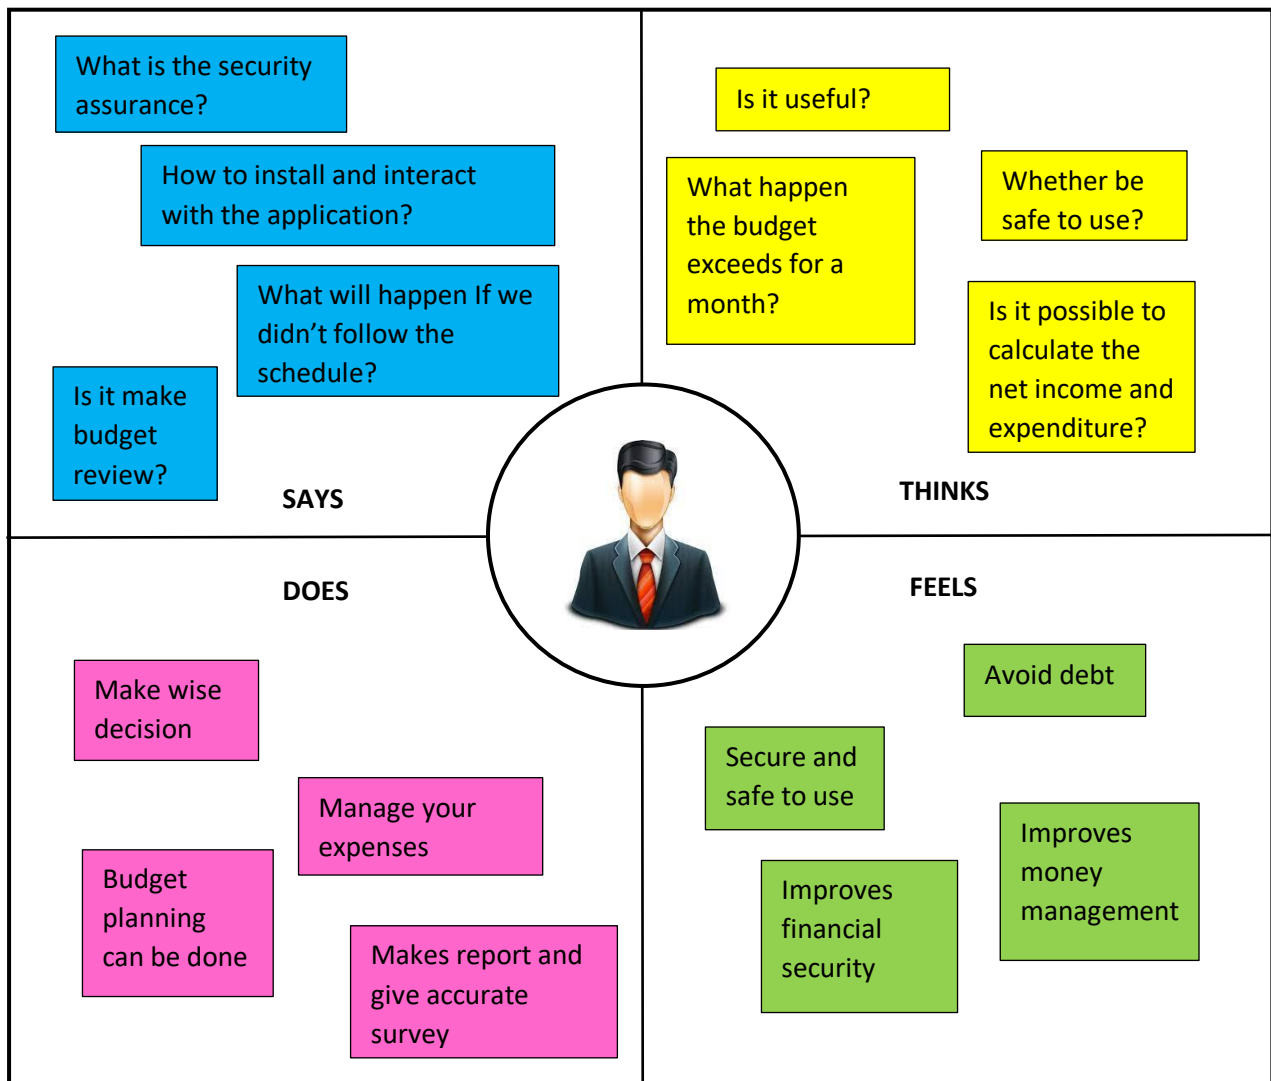 What is the security
assurance?
How to install and interact
with the application?
What will happen If we
didn’t follow the
schedule?
Is it make
budget
review?
SAYS
Is it useful?
What happen
the budget
exceeds for a
month?
Whether be
safe to use?
Is it possible to
calculate the
net income and
expenditure?
THINKS
DOES
Make wise
decision
Manage your
expenses
Budget
planning
can be done
Makes report and
give accurate
survey
FEELS
Avoid debt
Secure and
safe to use
Improves
money
management
Improves
financial
security